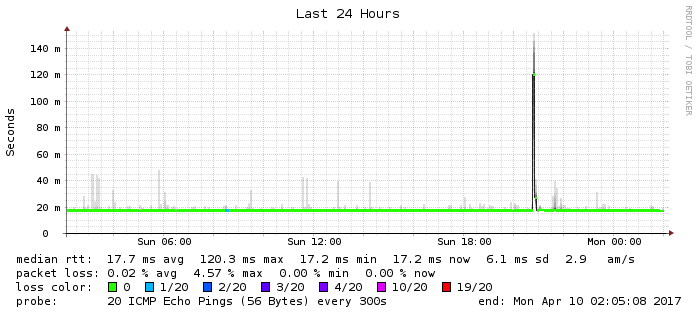 Last 24 Hours
RRDTOOL / TOBI OETIKER
Seconds
140 m
120 m
100 m
80 m
60 m
40 m
20 m
0
Sun 06:00 Sun 12:00 Sun 18:00 Mon 00:00
median rtt: 17.7 ms avg 120.3 ms max 17.2 ms min 17.2 ms now 6.1 ms sd 2.9 am/s
packet loss: 0.02 % avg 4.57 % max 0.00 % min 0.00 % now
loss color: 0 1/20 2/20 3/20 4/20 10/20 19/20
probe: 20 ICMP Echo Pings (56 Bytes) every 300s end: Mon Apr 10 02:05:08 2017